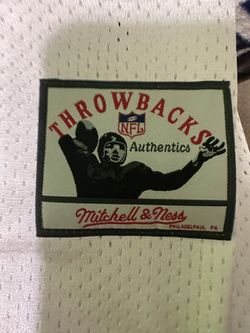 THROWBACKS
NFL
Authentics
Mitchell & Ness
PHILADELPHIA, PA